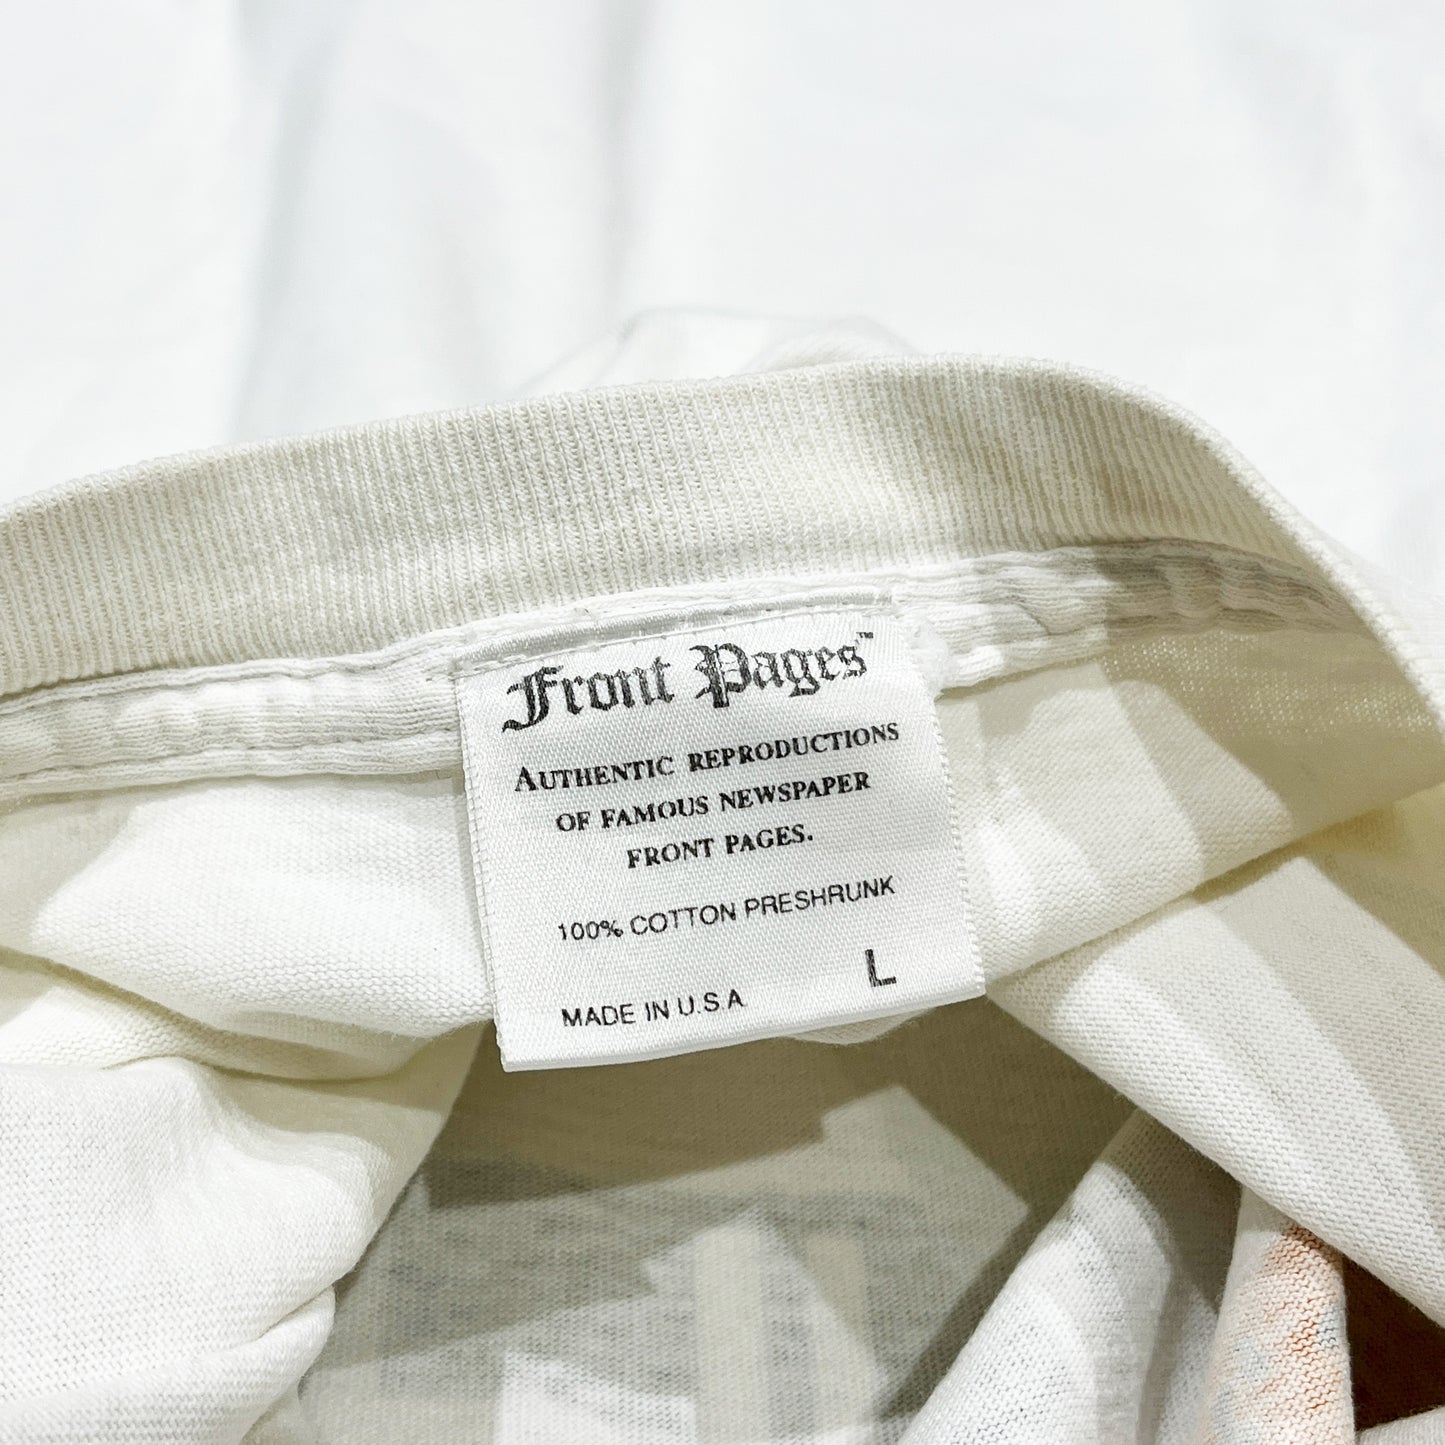 Front Pages™
AUTHENTIC REPRODUCTIONS
OF FAMOUS NEWSPAPER
FRONT PAGES.
100% COTTON PRESHRUNK
L
MADE IN U.S.A